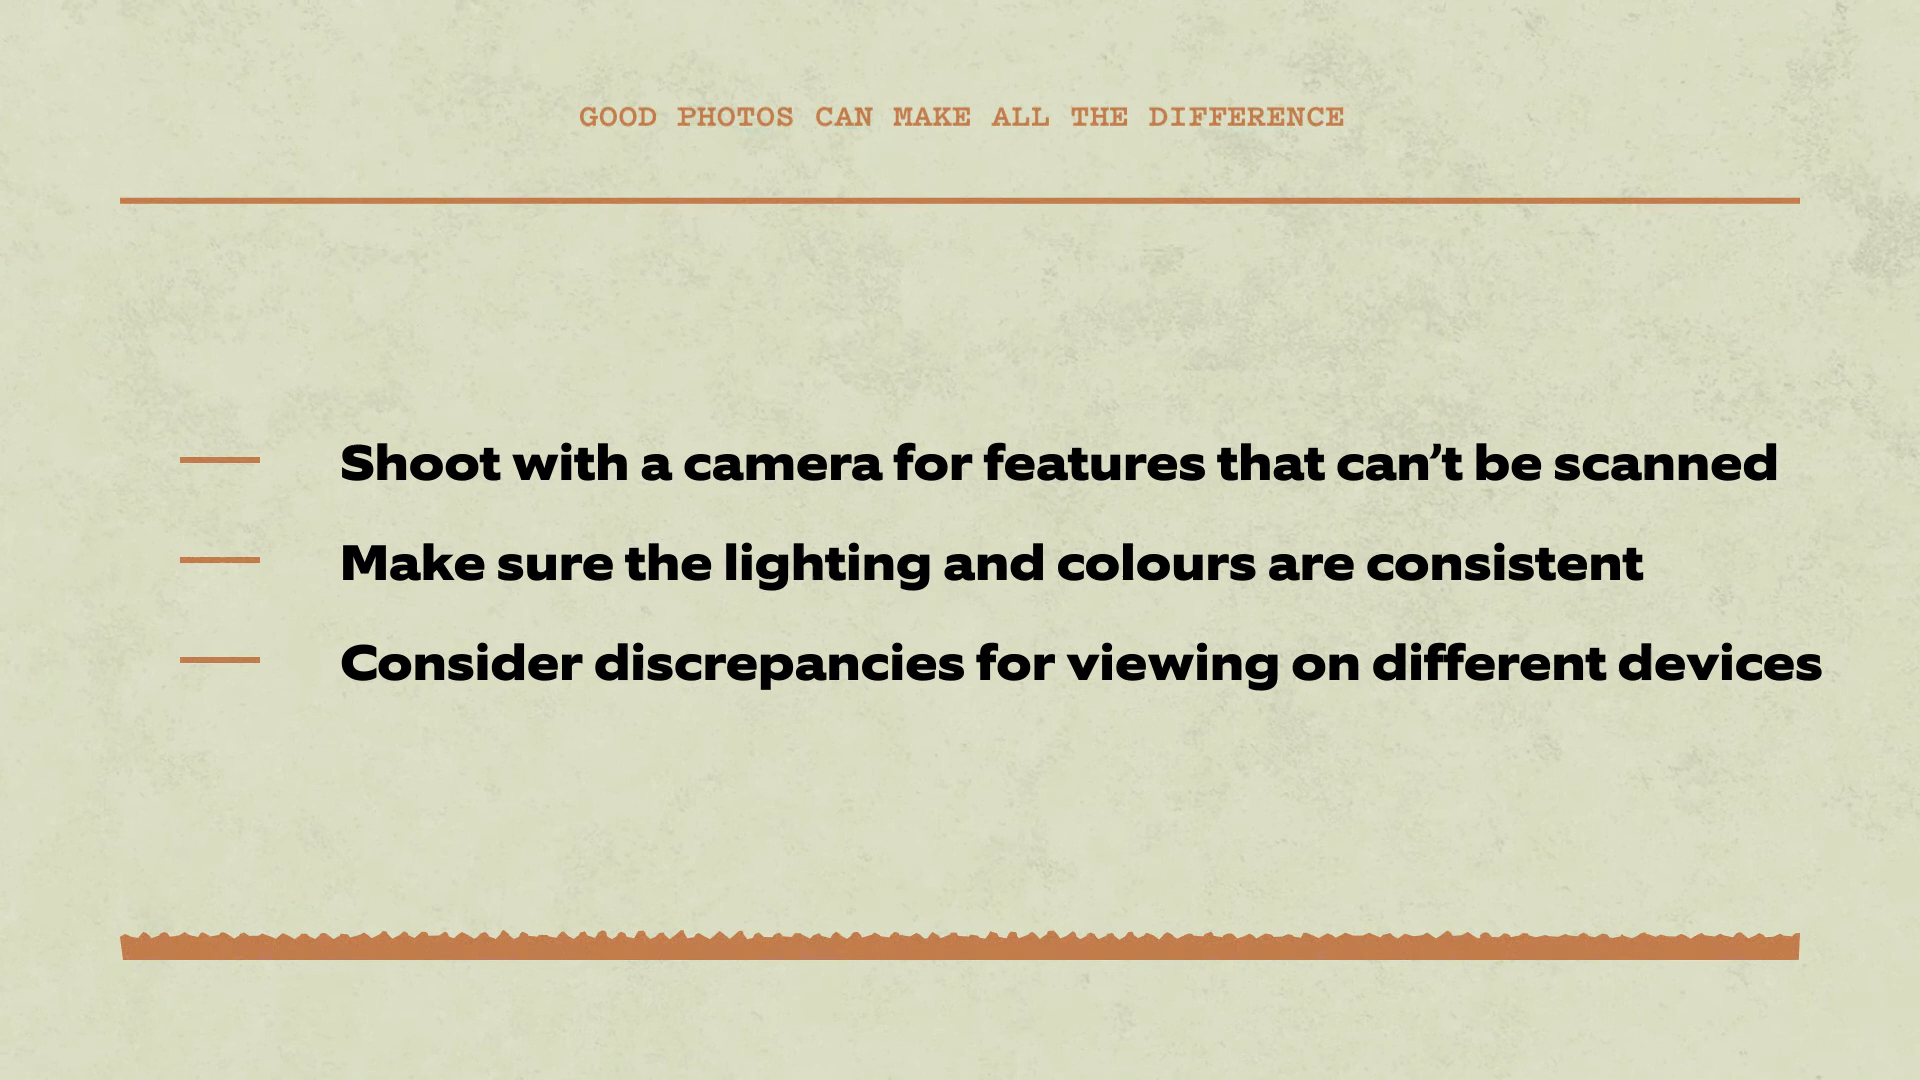 GOOD PHOTOS CAN MAKE ALL THE DIFFERENCE
Shoot with a camera for features that can’t be scanned
Make sure the lighting and colours are consistent
Consider discrepancies for viewing on different devices